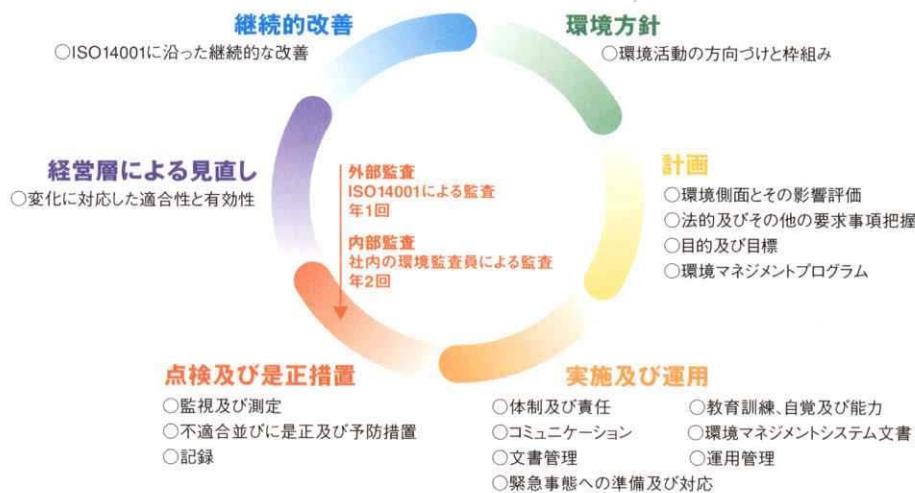 継続的改善
○ISO14001に沿った継続的な改善
環境方針
○環境活動の方向づけと枠組み
計画
○環境側面とその影響評価
○法的及びその他の要求事項把握
○目的及び目標
○環境マネジメントプログラム
実施及び運用
○体制及び責任
○教育訓練、自覚及び能力
○コミュニケーション
○環境マネジメントシステム文書
○文書管理
○運用管理
○緊急事態への準備及び対応
点検及び是正措置
○監視及び測定
○不適合並びに是正及び予防措置
○記録
経営層による見直し
○変化に対応した適合性と有効性
外部監査
ISO14001による監査
年1回
内部監査
社内の環境監査員による監査
年2回